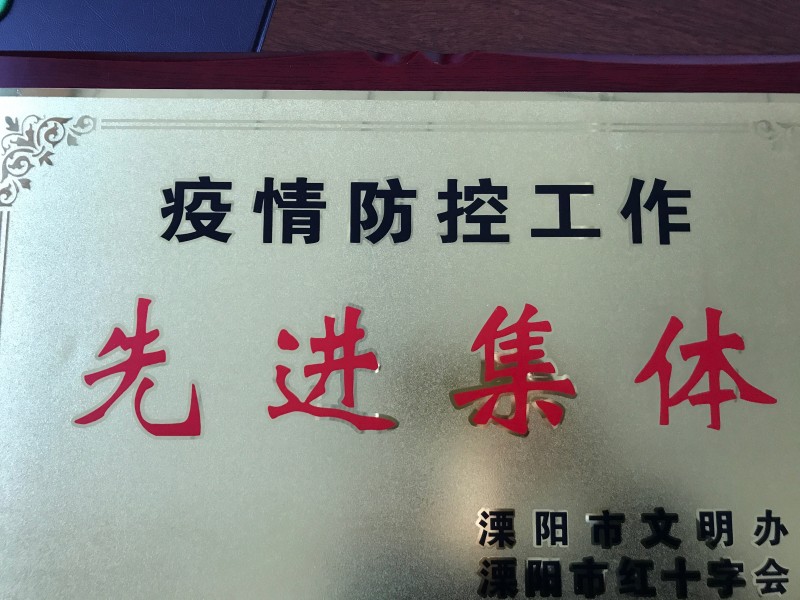 疫情防控工作
先进集体
溧阳市文明办
溧阳市红十字会